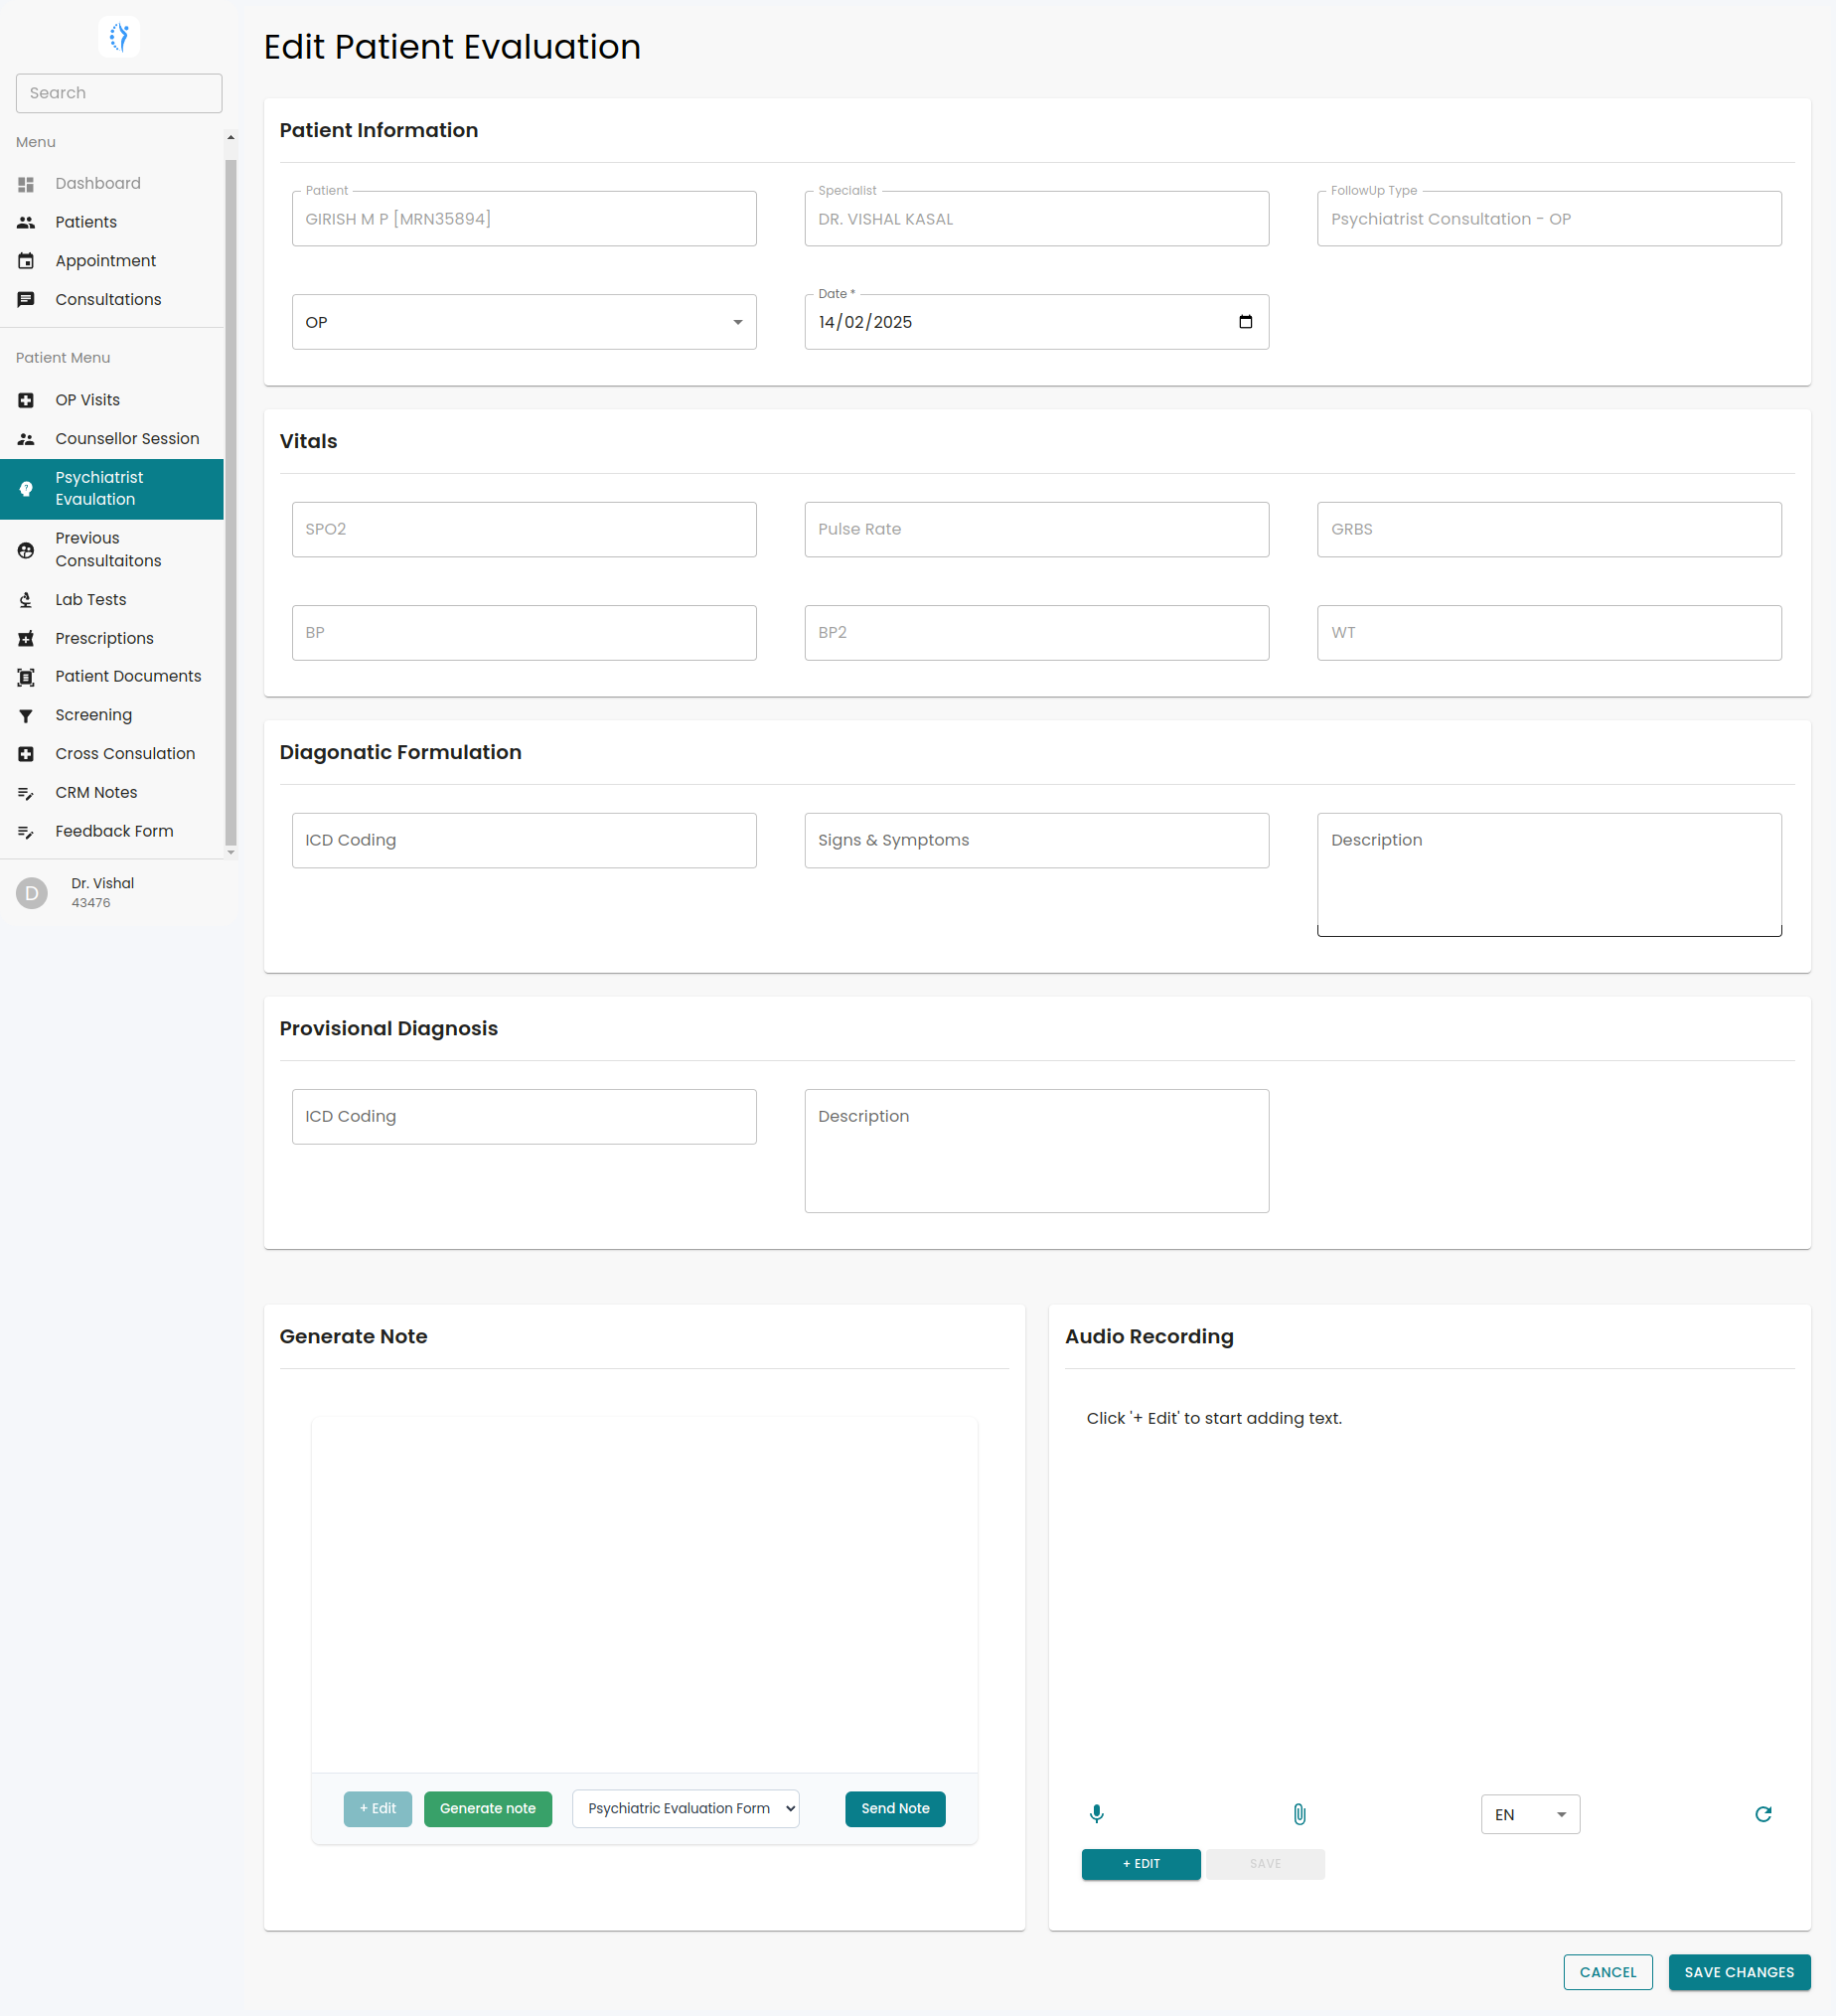 Search
Menu
Dashboard
Patients
Appointment
Consultations
Patient Menu
OP Visits
Counsellor Session
Psychiatrist
Evaulation
Previous
Consultaitons
Lab Tests
Prescriptions
Patient Documents
Screening
Cross Consulation
CRM Notes
Feedback Form
D
Dr. Vishal
43476
Edit Patient Evaluation
Patient Information
Patient
GIRISH M P [MRN35894]
Specialist
DR. VISHAL KASAL
FollowUp Type
Psychiatrist Consultation - OP
OP
Date *
14/02/2025
Vitals
SPO2
Pulse Rate
GRBS
BP
BP2
WT
Diagonatic Formulation
ICD Coding
Signs & Symptoms
Description
Provisional Diagnosis
ICD Coding
Description
Generate Note
+ Edit
Generate note
Psychiatric Evaluation Form
Send Note
Audio Recording
Click '+ Edit' to start adding text.
EN
+ EDIT
SAVE
CANCEL
SAVE CHANGES